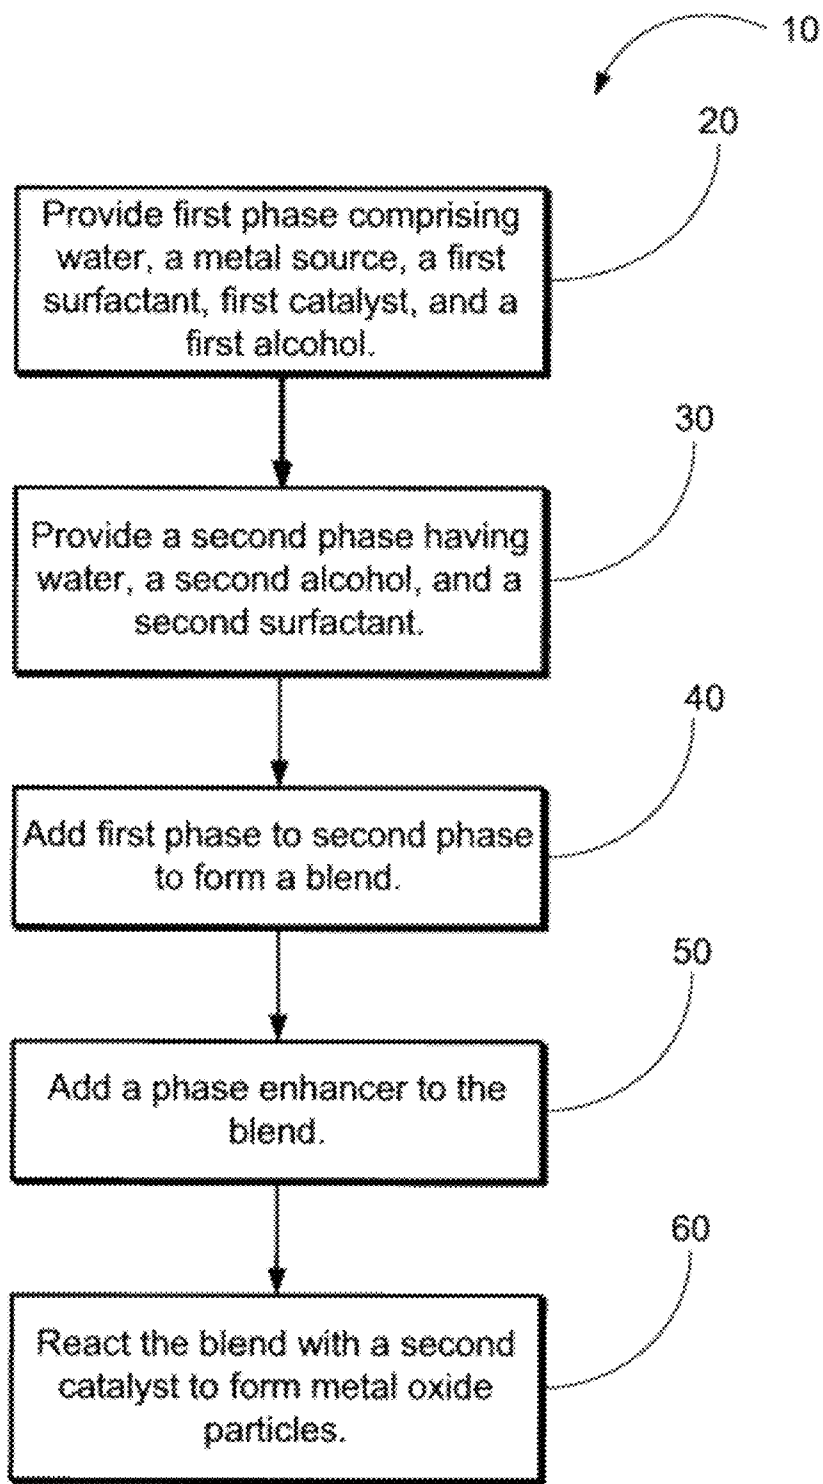 10
20
Provide first phase comprising
water, a metal source, a first
surfactant, first catalyst, and a
first alcohol.
30
Provide a second phase having
water, a second alcohol, and a
second surfactant.
40
Add first phase to second phase
to form a blend.
50
Add a phase enhancer to the
blend.
60
React the blend with a second
catalyst to form metal oxide
particles.